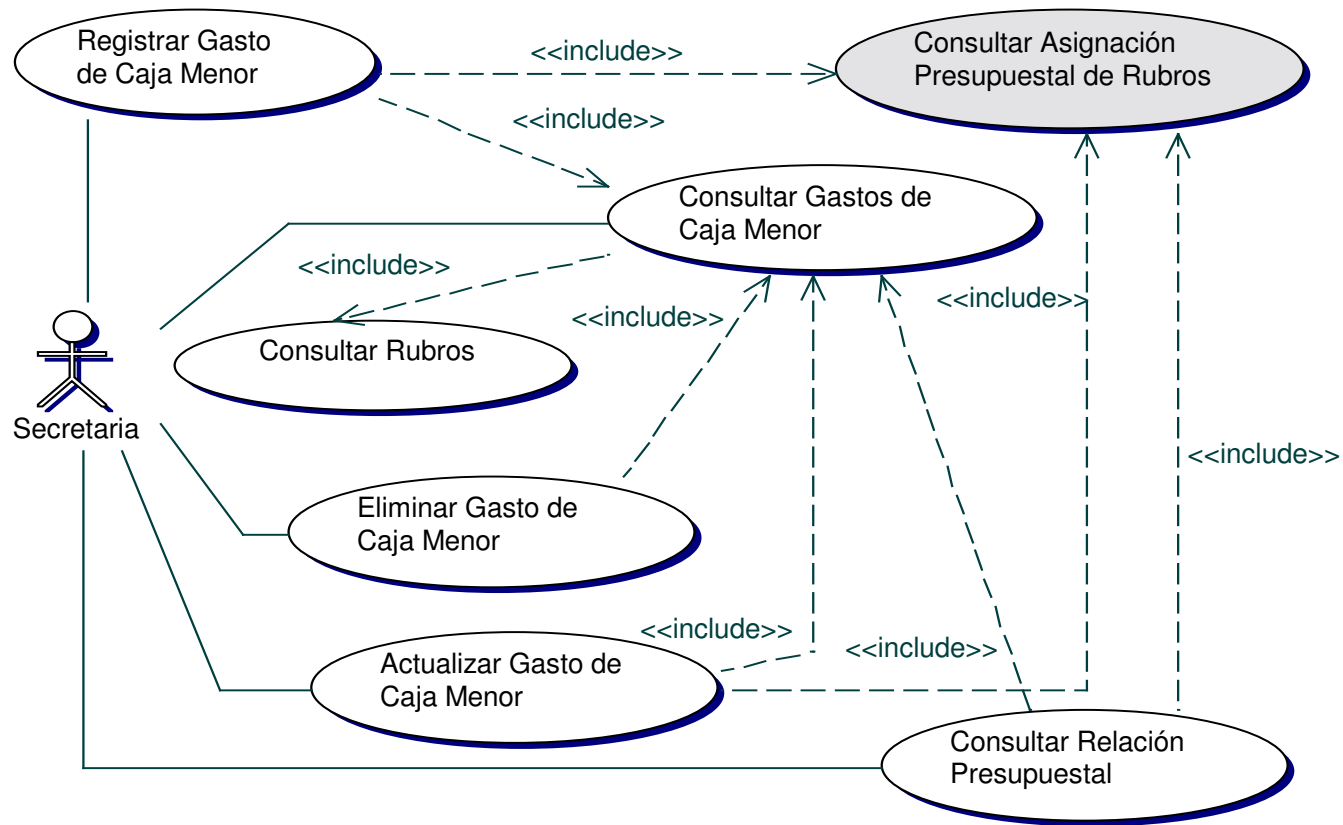 Registrar Gasto
de Caja Menor
<<include>>
Consultar Asignación
Presupuestal de Rubros
<<include>>
Consultar Gastos de
Caja Menor
<<include>>
<<include>>
<<include>>
Consultar Rubros
Secretaria
<<include>>
Eliminar Gasto de
Caja Menor
<<include>>
<<include>>
Actualizar Gasto de
Caja Menor
Consultar Relación
Presupuestal